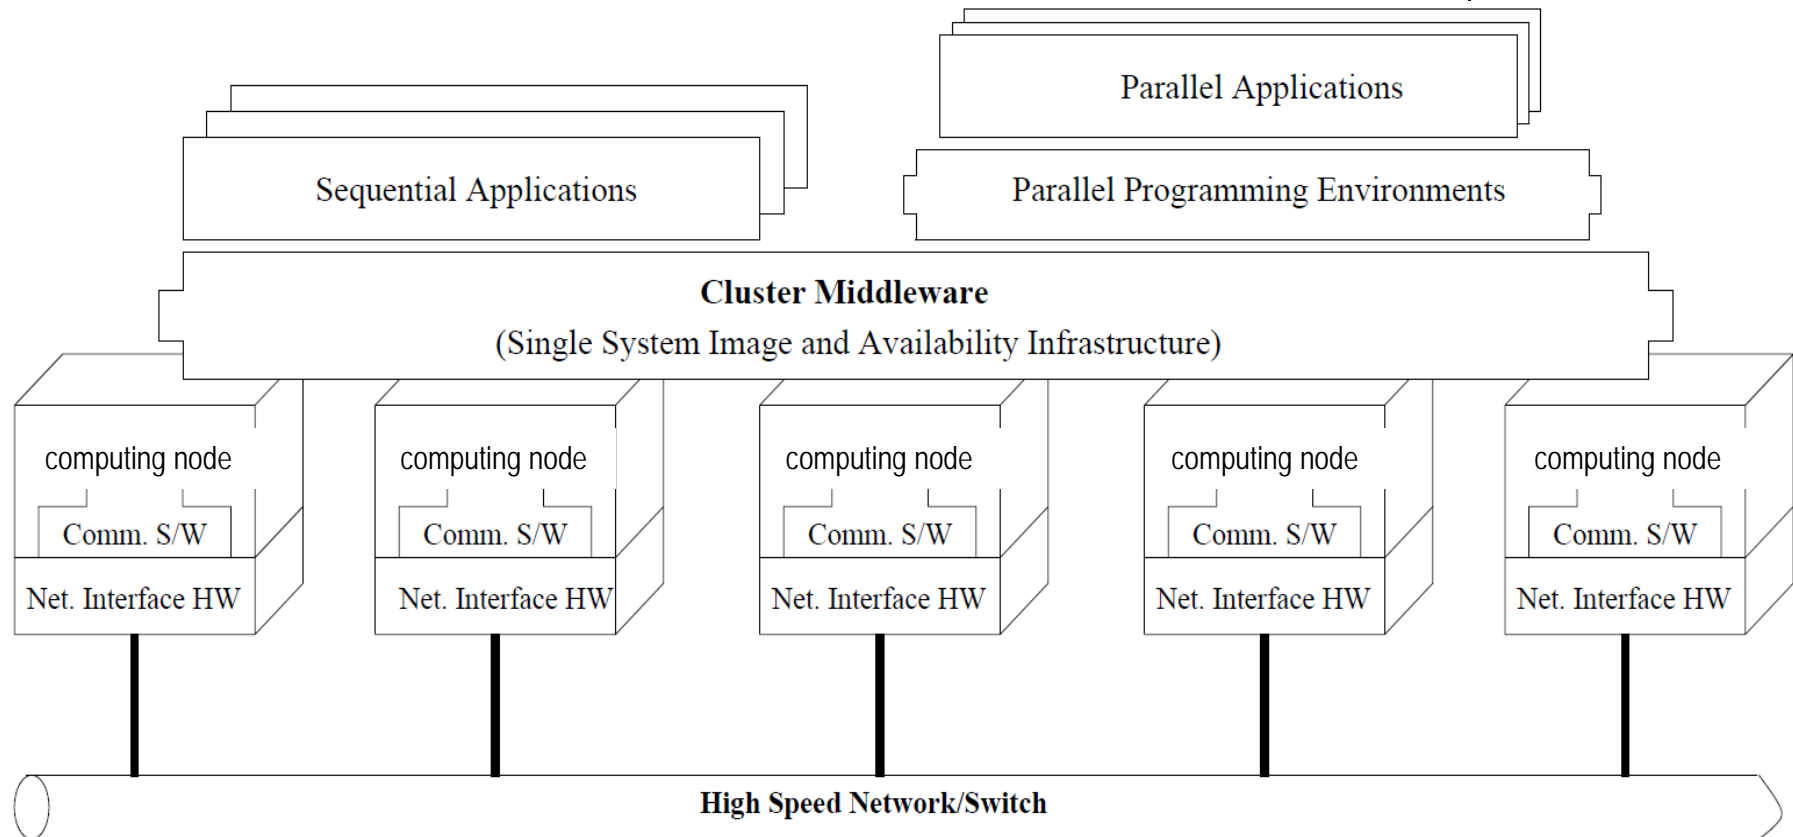 Parallel Applications
Sequential Applications
Parallel Programming Environments
Cluster Middleware
(Single System Image and Availability Infrastructure)
computing node
computing node
computing node
computing node
computing node
Comm. S/W
Comm. S/W
Comm. S/W
Comm. S/W
Comm. S/W
Net. Interface HW
Net. Interface HW
Net. Interface HW
Net. Interface HW
Net. Interface HW
High Speed Network/Switch